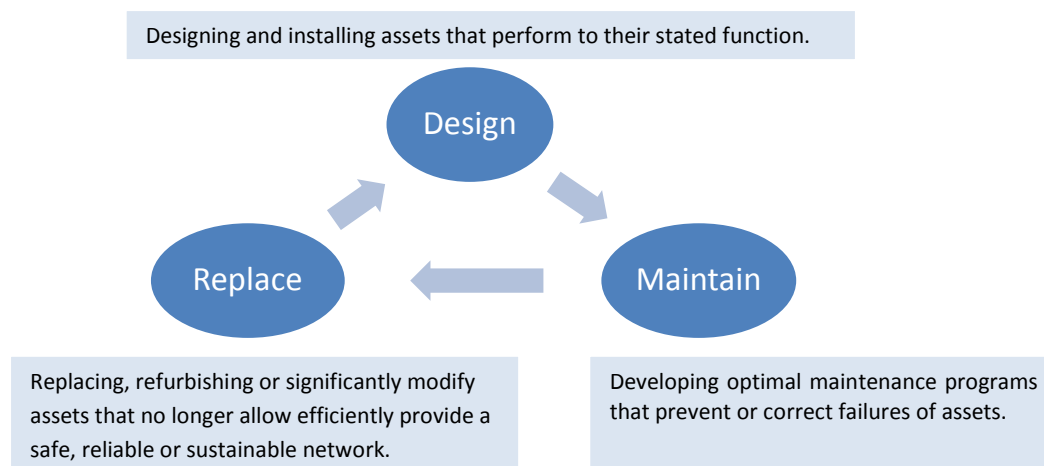 Designing and installing assets that perform to their stated function.
Design
Replace
Maintain
Replacing, refurbishing or significantly modify
assets that no longer allow efficiently provide a
safe, reliable or sustainable network.
Developing optimal maintenance programs
that prevent or correct failures of assets.